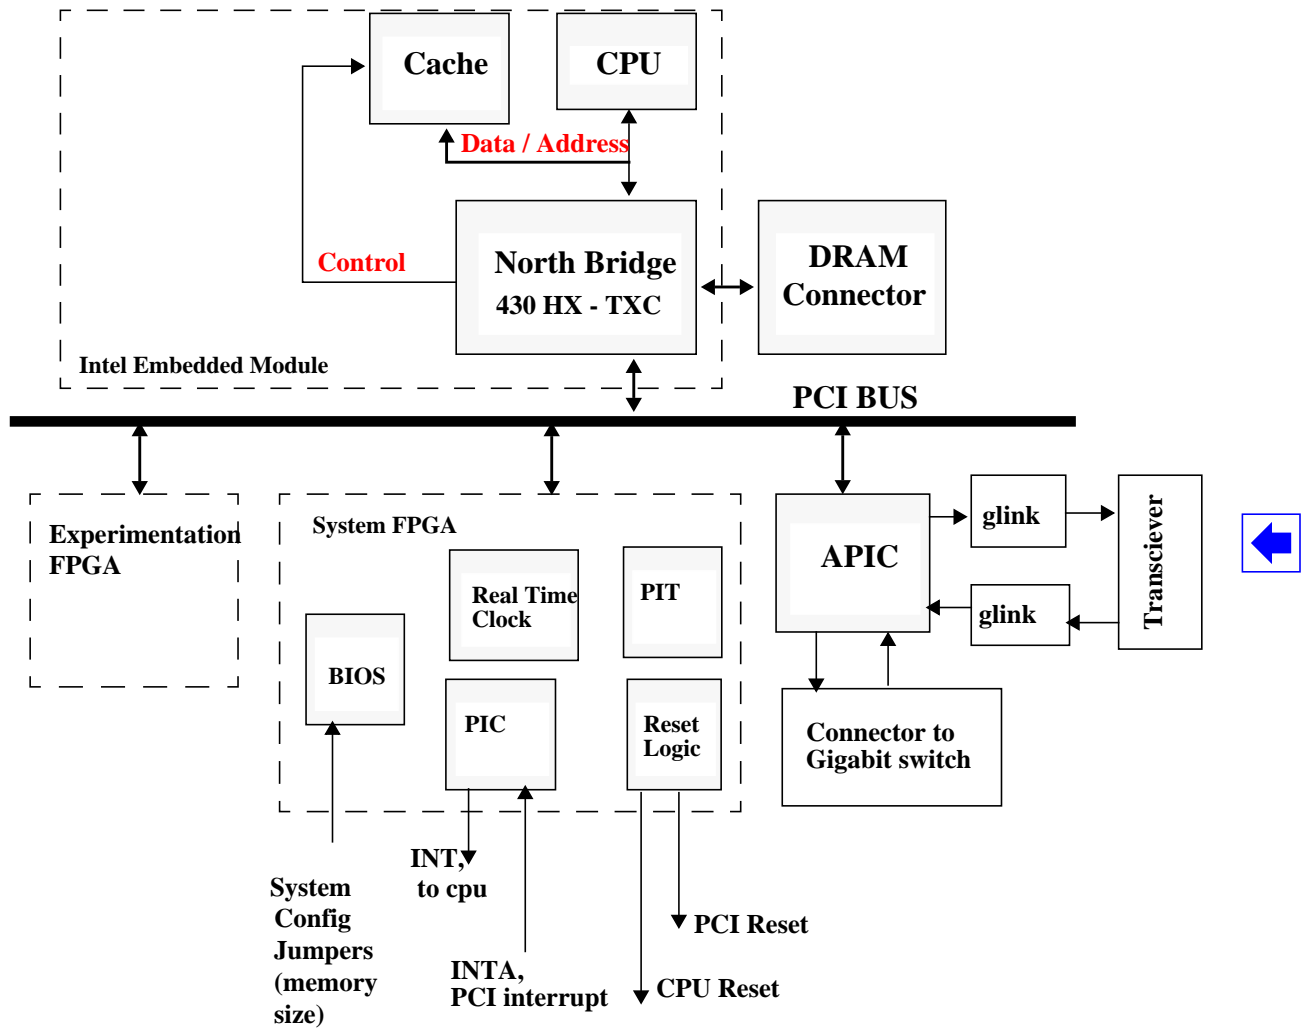 Cache
CPU
Data / Address
Control
North Bridge
430 HX - TXC
DRAM
Connector
Intel Embedded Module
PCI BUS
Experimentation
FPGA
System FPGA
Real Time
Clock
PIT
BIOS
PIC
Reset
Logic
APIC
glink
glink
Transciever
Connector to
Gigabit switch
INT,
to cpu
System
Config
Jumpers
(memory
size)
INTA,
PCI interrupt
PCI Reset
CPU Reset